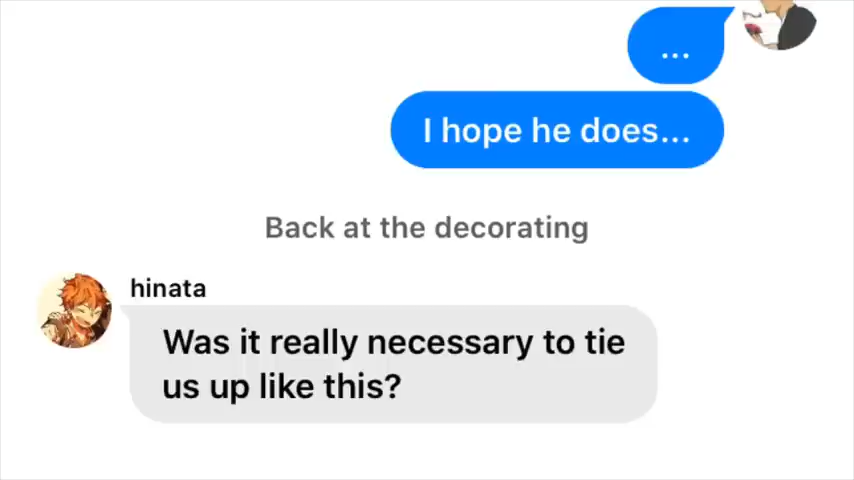 ...
I hope he does...
Back at the decorating
hinata
Was it really necessary to tie
us up like this?